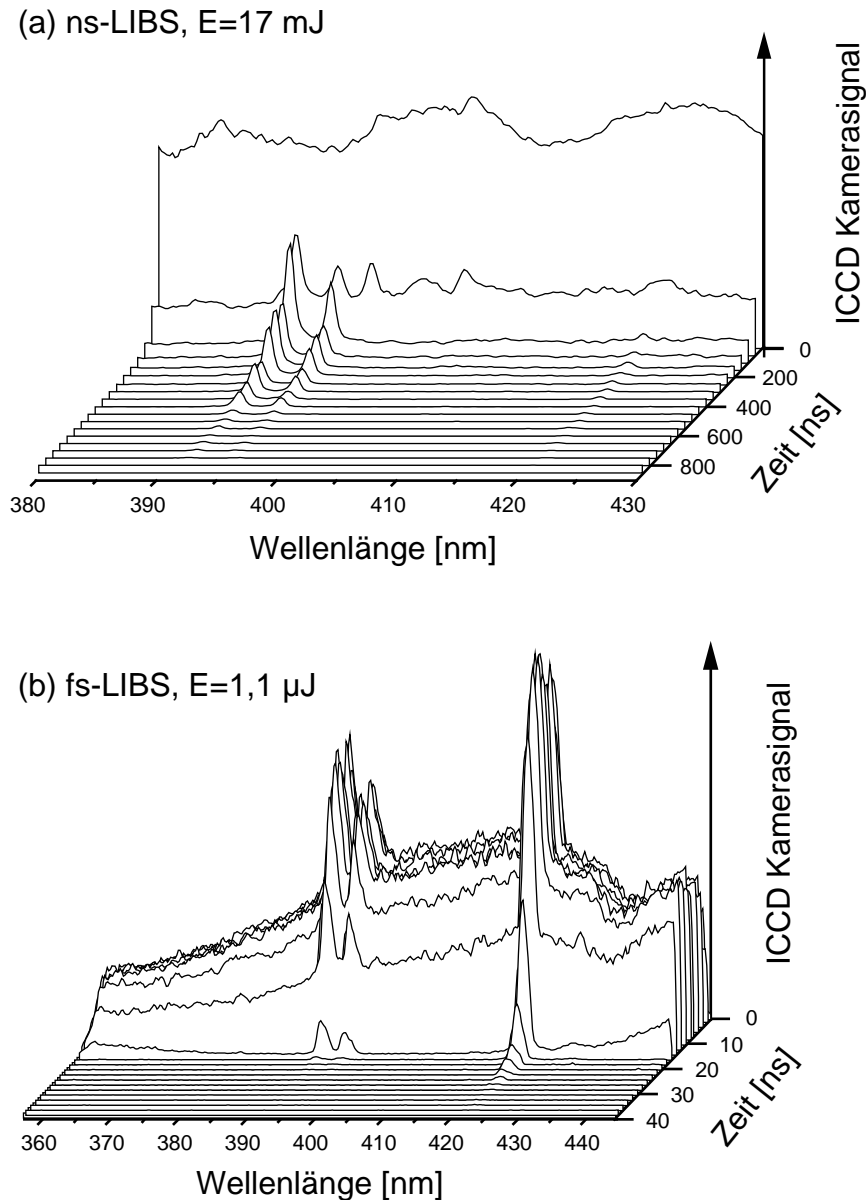 (a) ns-LIBS, E=17 mJ
ICCD Kamerasignal
0
200
400
600
800
Zeit [ns]
380 390 400 410 420 430
Wellenlänge [nm]
(b) fs-LIBS, E=1,1 µJ
ICCD Kamerasignal
0
10
20
30
40
Zeit [ns]
360 370 380 390 400 410 420 430 440
Wellenlänge [nm]